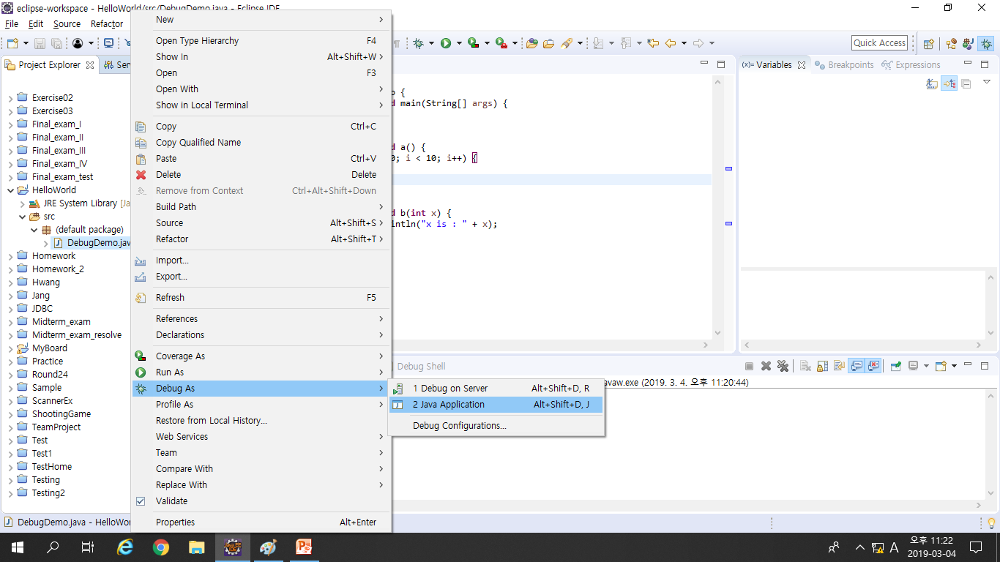 eclipse-workspace - HelloWorld/src/DebugDemo.java - Eclipse IDE
File Edit Source Refactor
Quick Access
Project Explorer
Ser
Exercise02
Exercise03
Final_exam_I
Final_exam_II
Final_exam_III
Final_exam_IV
Final_exam_test
HelloWorld
JRE System Library [Ja
src
(default package)
DebugDemo.jav
Homework
Homework_2
Hwang
Jang
JDBC
Midterm_exam
Midterm_exam_resolve
MyBoard
Practice
Round24
Sample
ScannerEx
ShootingGame
TeamProject
Test
Test1
TestHome
Testing
Testing2
New
Open Type Hierarchy F4
Show In Alt+Shift+W
Open F3
Open With
Show in Local Terminal
Copy Ctrl+C
Copy Qualified Name
Paste Ctrl+V
Delete Delete
Remove from Context Ctrl+Alt+Shift+Down
Build Path
Source Alt+Shift+S
Refactor Alt+Shift+T
Import...
Export...
Refresh F5
References
Declarations
Coverage As
Run As
Debug As
Profile As
Restore from Local History...
Web Services
Team
Compare With
Replace With
Validate
Properties Alt+Enter
1 Debug on Server Alt+Shift+D, R
2 Java Application Alt+Shift+D, J
Debug Configurations...
o {
d main(String[] args) {
d a() {
0; i < 10; i++) {
d b(int x) {
intln("x is : " + x);
(x)= Variables
Breakpoints
Expressions
Debug Shell
avaw.exe (2019. 3. 4. 오후 11:20:44)
DebugDemo.java - HelloWor
A
오후 11:22
2019-03-04